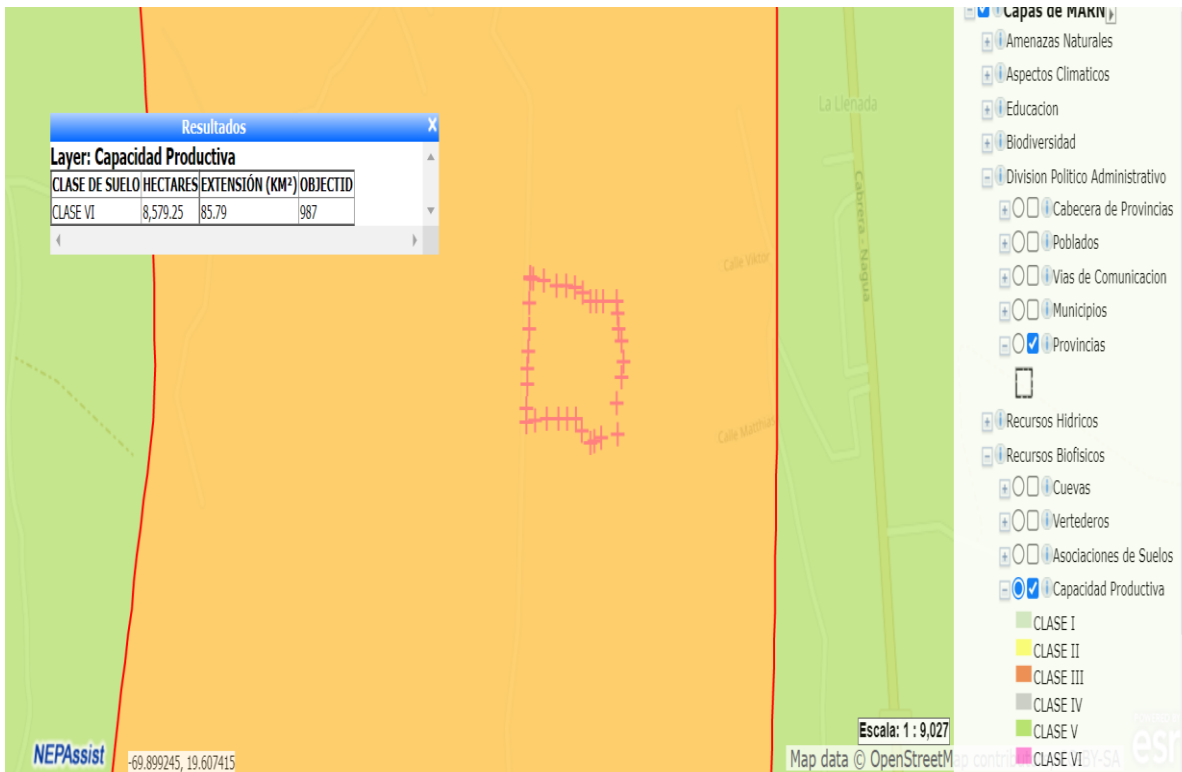 Capas de MARN
Amenazas Naturales
Aspectos Climaticos
Educacion
Biodiversidad
Division Politico Administrativo
Cabecera de Provincias
Poblados
Vias de Comunicacion
Municipios
Provincias
Recursos Hidricos
Recursos Biofisicos
Cuevas
Vertederos
Asociaciones de Suelos
Capacidad Productiva
CLASE I
CLASE II
CLASE III
CLASE IV
CLASE V
CLASE VI
Resultados X
Layer: Capacidad Productiva
CLASE DE SUELO HECTARES EXTENSIÓN (KM²) OBJECTID
CLASE VI 8,579.25 85.79 987
La Llenada
Cabrera - Nagua
Calle Viktor
Calle Matthias
Escala: 1 : 9,027
NEPAssist
-69.899245, 19.607415
Map data © OpenStreetMap contrib BY-SA
esr